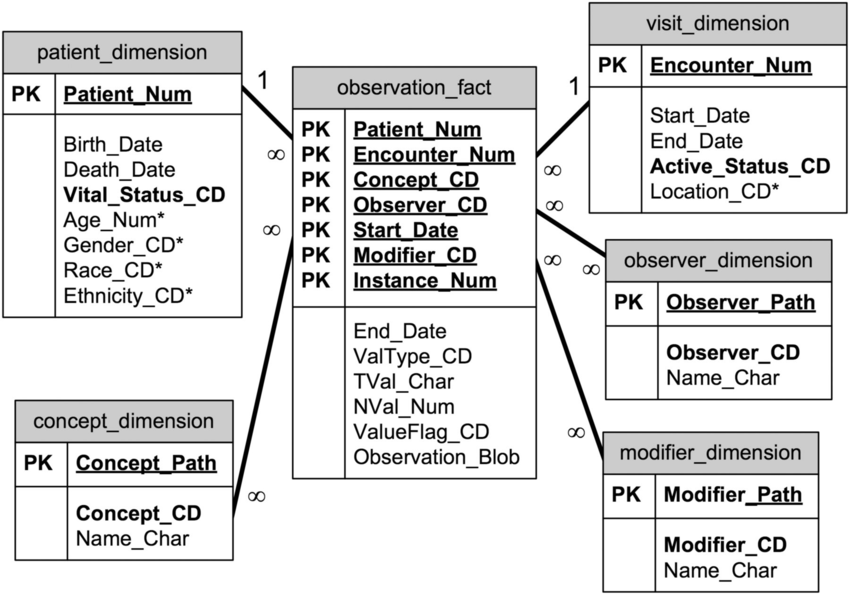 patient_dimension
PK Patient_Num
Birth_Date
Death_Date
Vital_Status_CD
Age_Num*
Gender_CD*
Race_CD*
Ethnicity_CD*
1
∞
observation_fact
PK Patient_Num
PK Encounter_Num
PK Concept_CD
PK Observer_CD
PK Start_Date
PK Modifier_CD
PK Instance_Num
End_Date
ValType_CD
TVal_Char
NVal_Num
ValueFlag_CD
Observation_Blob
1
∞
visit_dimension
PK Encounter_Num
Start_Date
End_Date
Active_Status_CD
Location_CD*
∞
∞
observer_dimension
PK Observer_Path
Observer_CD
Name_Char
∞
∞
concept_dimension
PK Concept_Path
Concept_CD
Name_Char
∞
∞
modifier_dimension
PK Modifier_Path
Modifier_CD
Name_Char